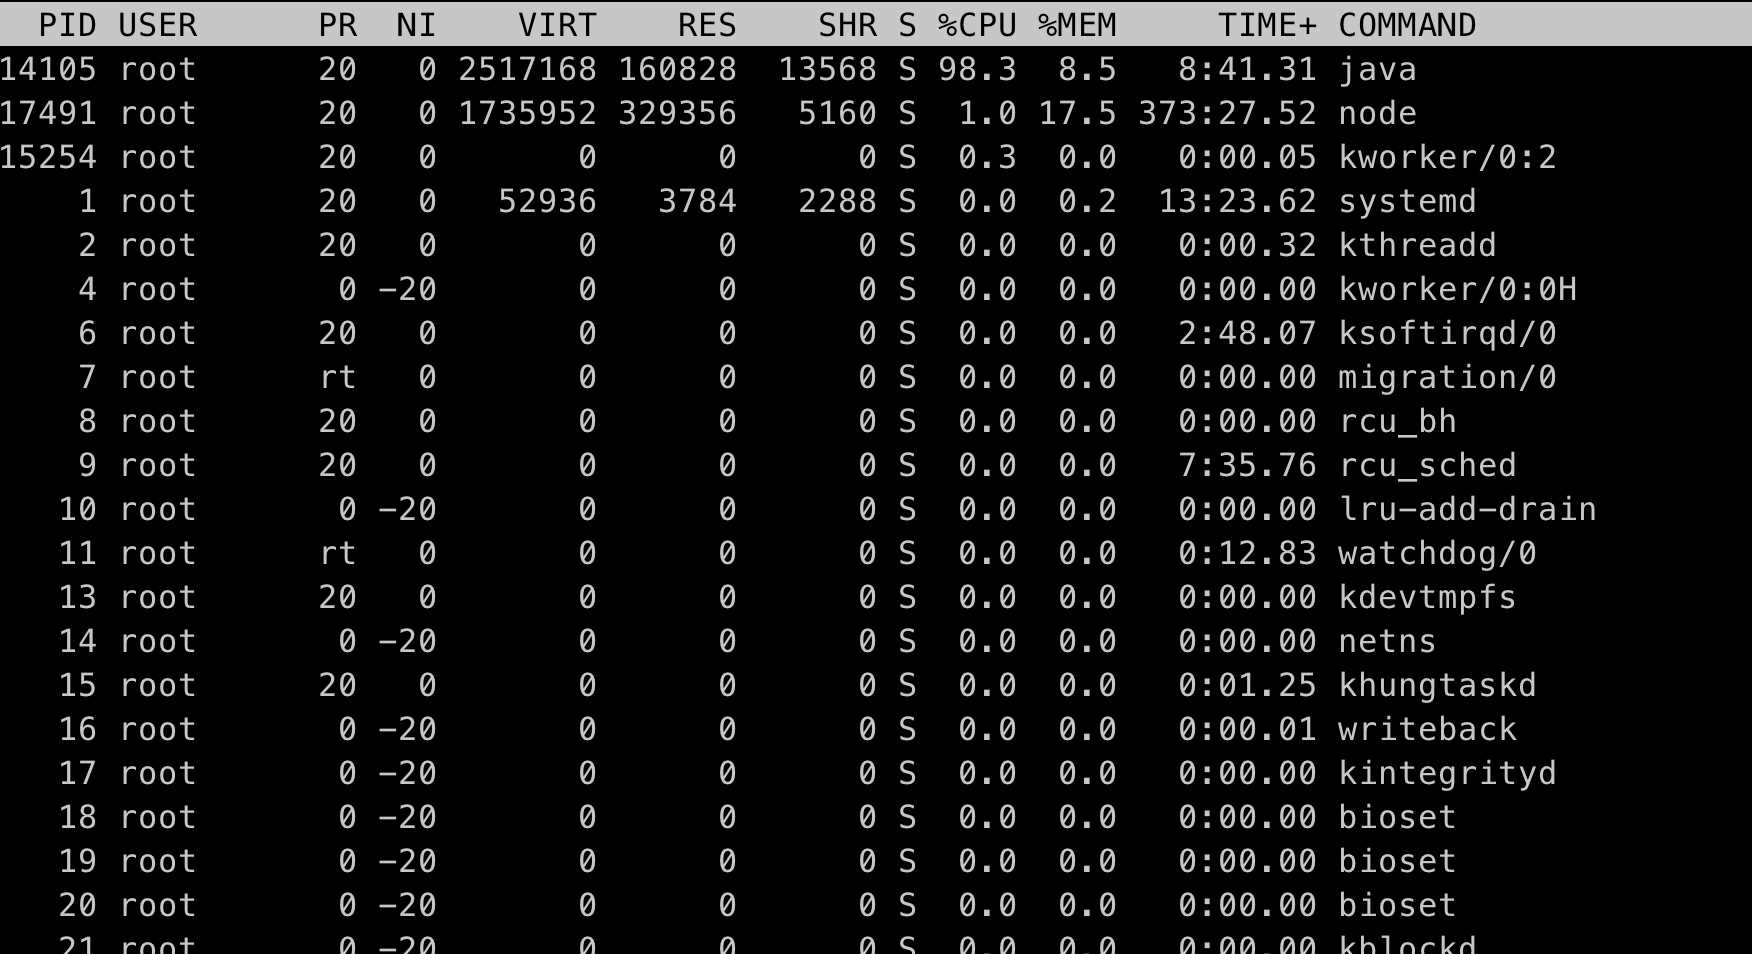 PID USER PR NI VIRT RES SHR S %CPU %MEM TIME+ COMMAND
14105 root 20 0 2517168 160828 13568 S 98.3 8.5 8:41.31 java
17491 root 20 0 1735952 329356 5160 S 1.0 17.5 373:27.52 node
15254 root 20 0 0 0 0 S 0.3 0.0 0:00.05 kworker/0:2
1 root 20 0 52936 3784 2288 S 0.0 0.2 13:23.62 systemd
2 root 20 0 0 0 0 S 0.0 0.0 0:00.32 kthreadd
4 root 0 -20 0 0 0 S 0.0 0.0 0:00.00 kworker/0:0H
6 root 20 0 0 0 0 S 0.0 0.0 2:48.07 ksoftirqd/0
7 root rt 0 0 0 0 S 0.0 0.0 0:00.00 migration/0
8 root 20 0 0 0 0 S 0.0 0.0 0:00.00 rcu_bh
9 root 20 0 0 0 0 S 0.0 0.0 7:35.76 rcu_sched
10 root 0 -20 0 0 0 S 0.0 0.0 0:00.00 lru-add-drain
11 root rt 0 0 0 0 S 0.0 0.0 0:12.83 watchdog/0
13 root 20 0 0 0 0 S 0.0 0.0 0:00.00 kdevtmpfs
14 root 0 -20 0 0 0 S 0.0 0.0 0:00.00 netns
15 root 20 0 0 0 0 S 0.0 0.0 0:01.25 khungtaskd
16 root 0 -20 0 0 0 S 0.0 0.0 0:00.01 writeback
17 root 0 -20 0 0 0 S 0.0 0.0 0:00.00 kintegrityd
18 root 0 -20 0 0 0 S 0.0 0.0 0:00.00 bioset
19 root 0 -20 0 0 0 S 0.0 0.0 0:00.00 bioset
20 root 0 -20 0 0 0 S 0.0 0.0 0:00.00 bioset
21 root 0 -20 0 0 0 S 0.0 0.0 0:00.00 kblockd